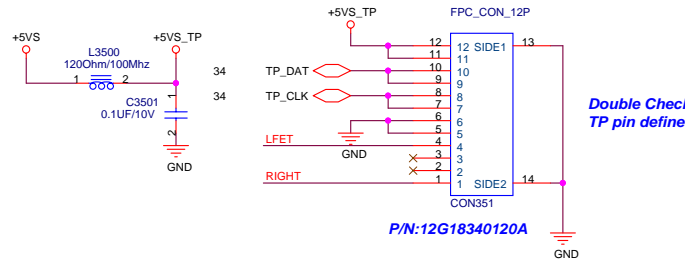 FPC_CON_12P
+5VS_TP
+5VS
+5VS_TP
L3500
120Ohm/100Mhz
1
2
12
12
SIDE1
13
11
11
34
TP_DAT
10
10
9
9
34
TP_CLK
8
8
7
7
1
C3501
0.1UF/10V
2
GND
6
6
5
5
GND
LFET
4
4
3
3
2
2
RIGHT
1
1
SIDE2
14
CON351
Double Check
TP pin define
P/N:12G18340120A
GND